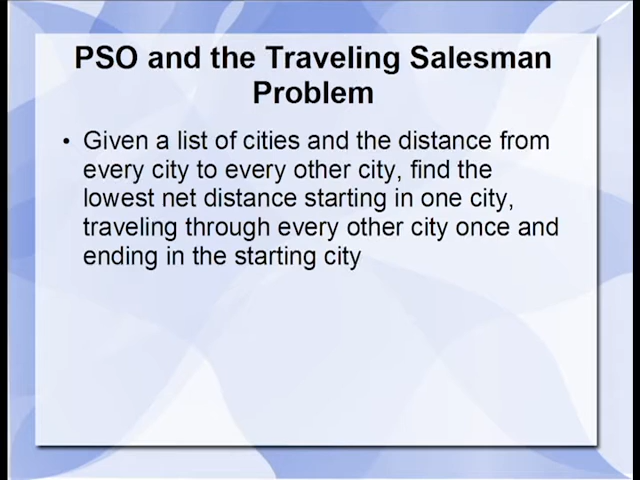 PSO and the Traveling Salesman
Problem
• Given a list of cities and the distance from
every city to every other city, find the
lowest net distance starting in one city,
traveling through every other city once and
ending in the starting city